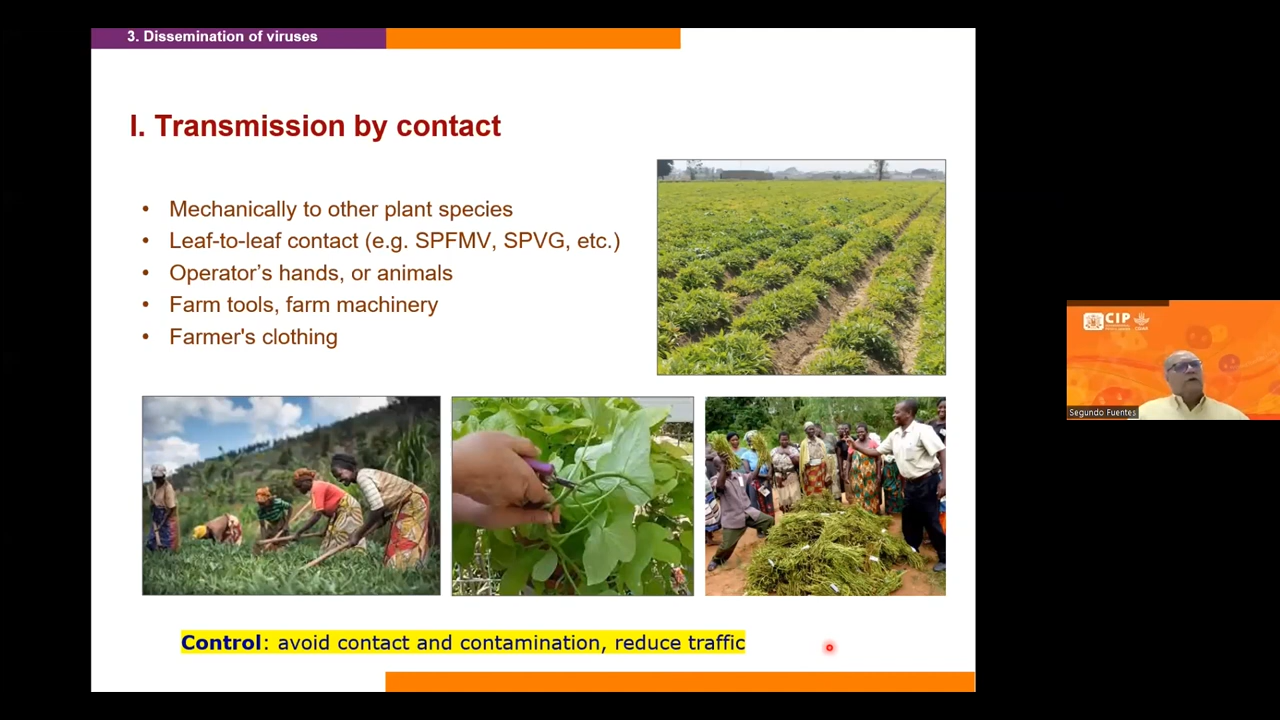 3. Dissemination of viruses
I. Transmission by contact
• Mechanically to other plant species
• Leaf-to-leaf contact (e.g. SPFMV, SPVG, etc.)
• Operator’s hands, or animals
• Farm tools, farm machinery
• Farmer's clothing
Control: avoid contact and contamination, reduce traffic
CIP
Segundo Fuentes